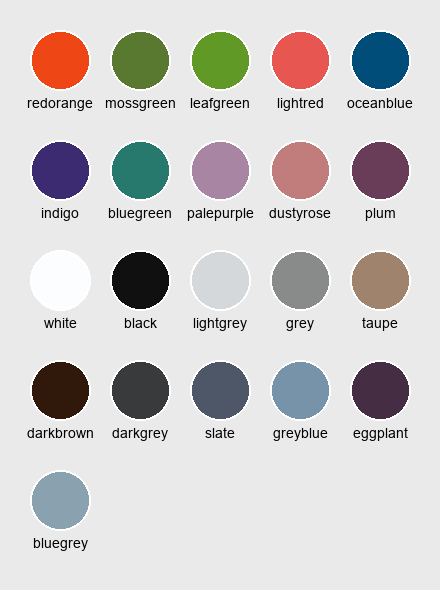 redorange mossgreen leafgreen lightred oceanblue
indigo bluegreen palepurple dustyrose plum
white black lightgrey grey taupe
darkbrown darkgrey slate greyblue eggplant
bluegrey